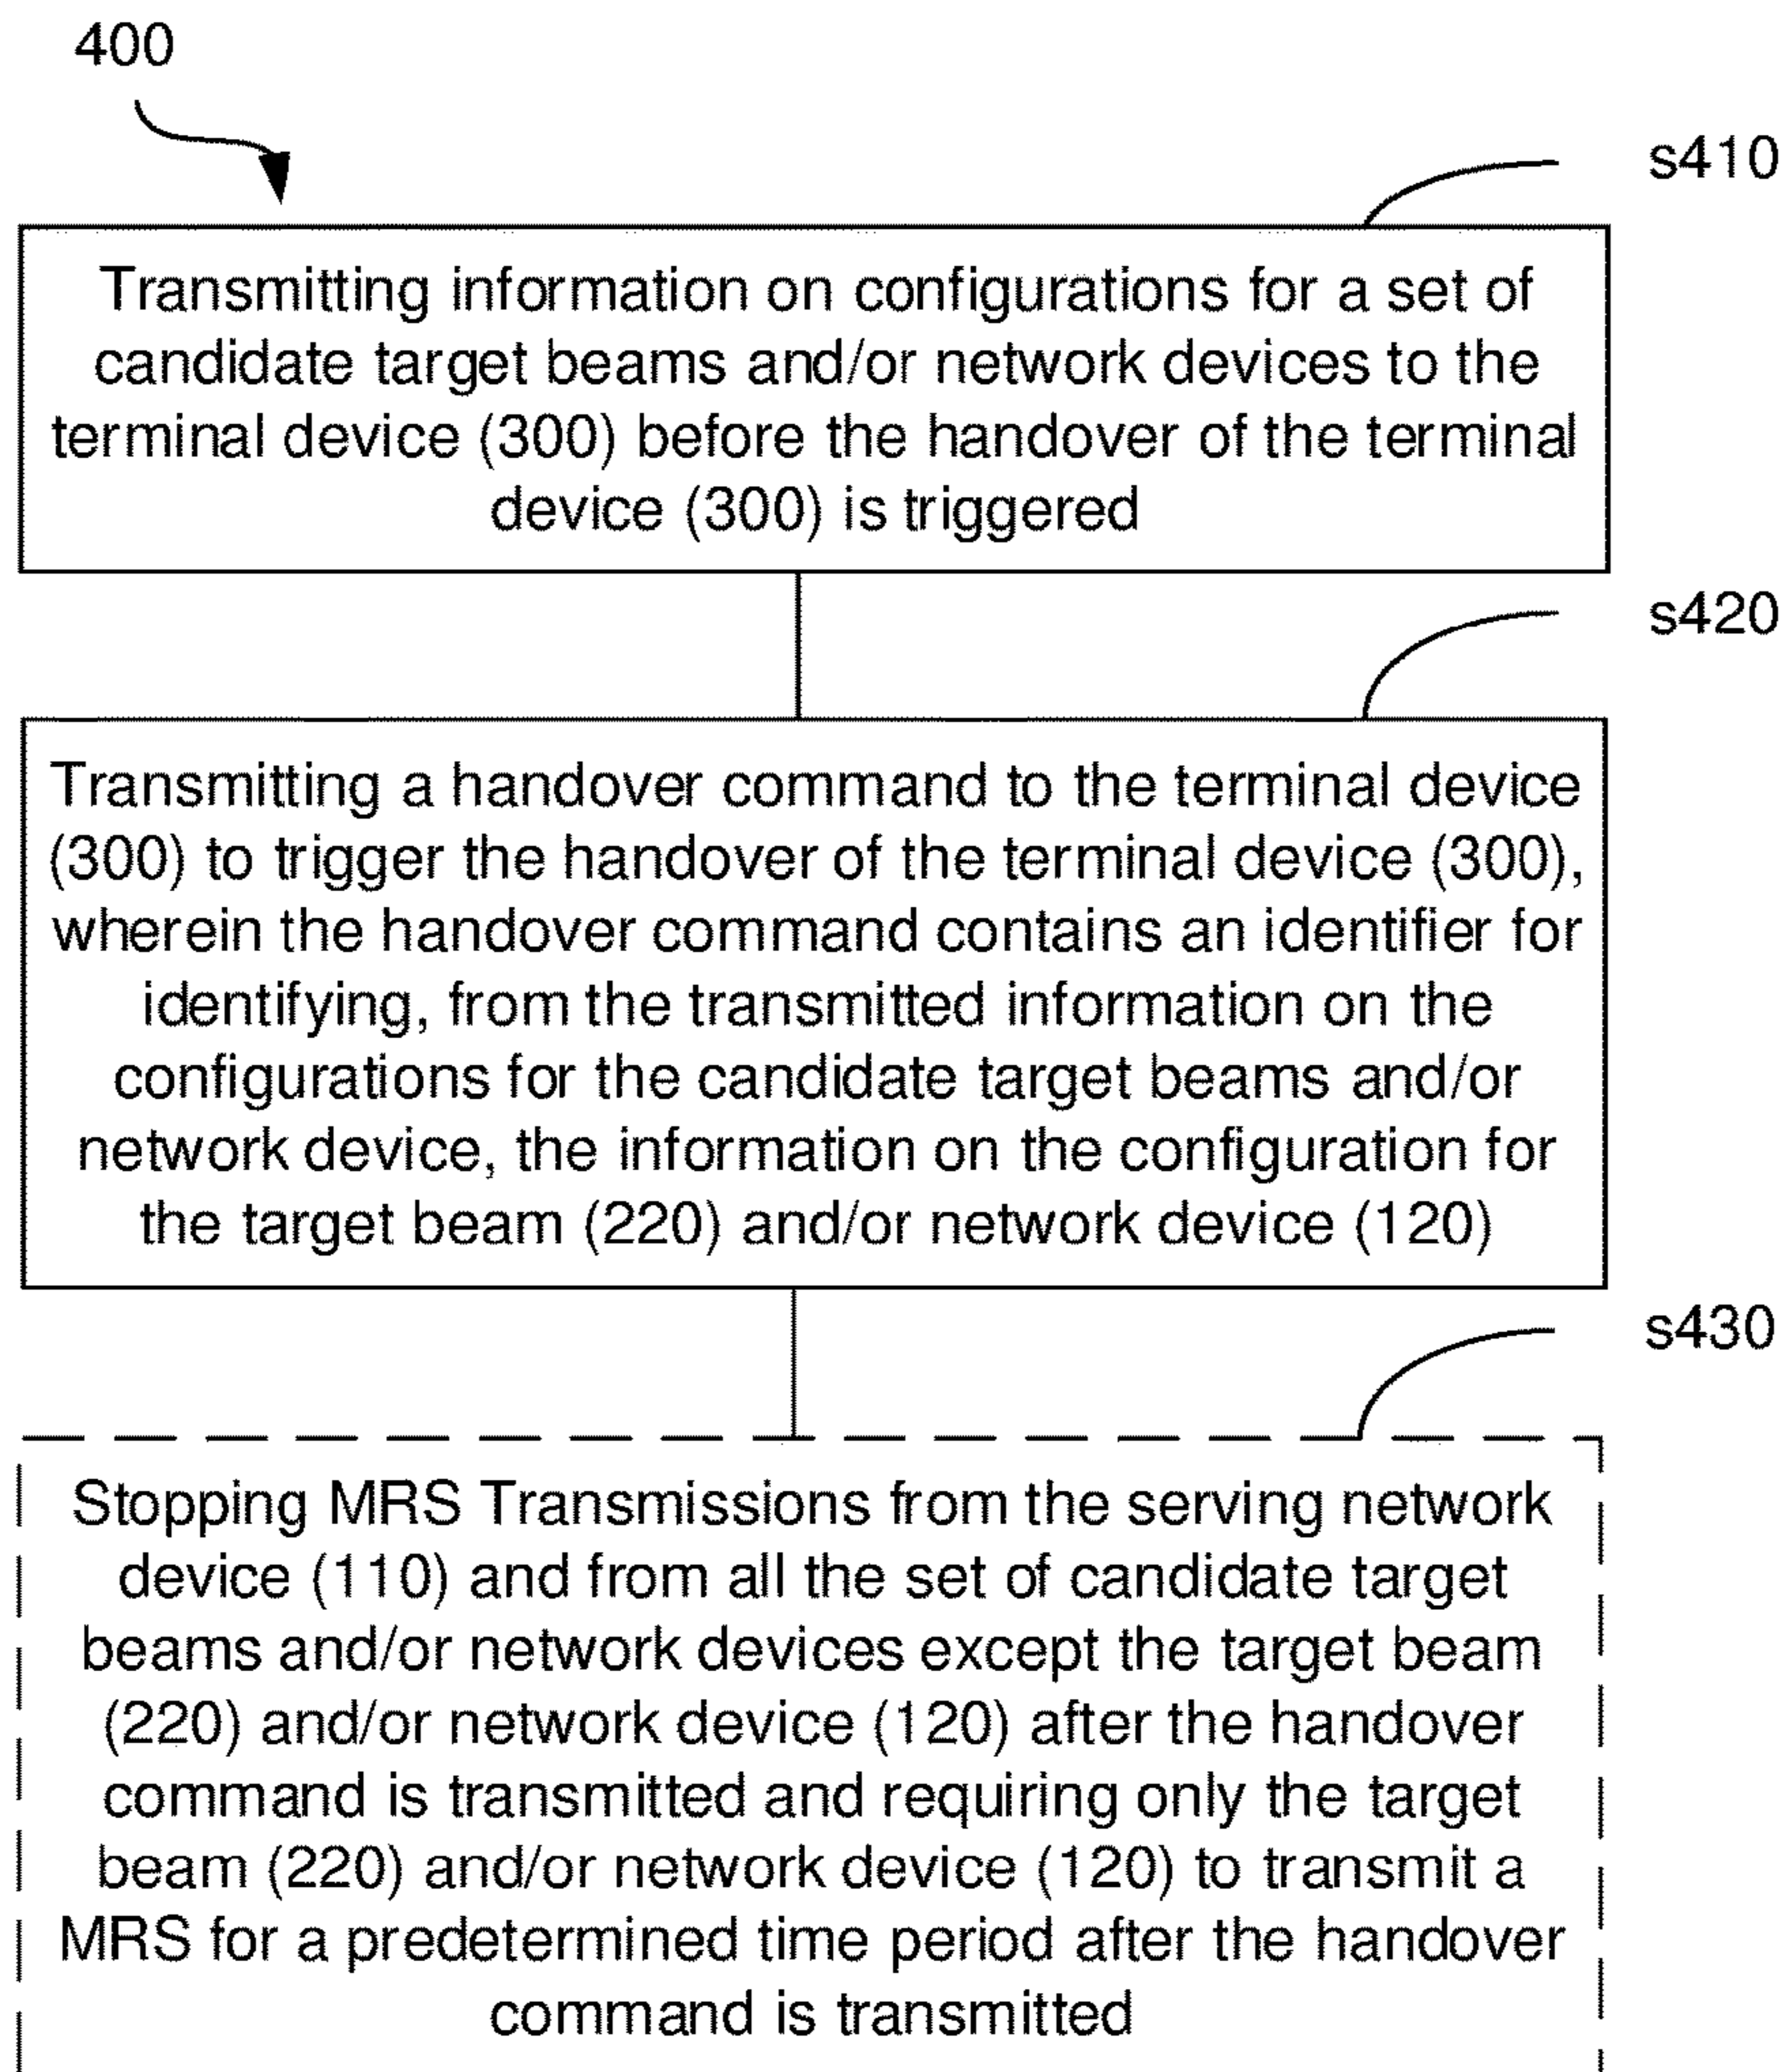 400
s410
Transmitting information on configurations for a set of
candidate target beams and/or network devices to the
terminal device (300) before the handover of the terminal
device (300) is triggered
s420
Transmitting a handover command to the terminal device
(300) to trigger the handover of the terminal device (300),
wherein the handover command contains an identifier for
identifying, from the transmitted information on the
configurations for the candidate target beams and/or
network device, the information on the configuration for
the target beam (220) and/or network device (120)
s430
Stopping MRS Transmissions from the serving network
device (110) and from all the set of candidate target
beams and/or network devices except the target beam
(220) and/or network device (120) after the handover
command is transmitted and requiring only the target
beam (220) and/or network device (120) to transmit a
MRS for a predetermined time period after the handover
command is transmitted